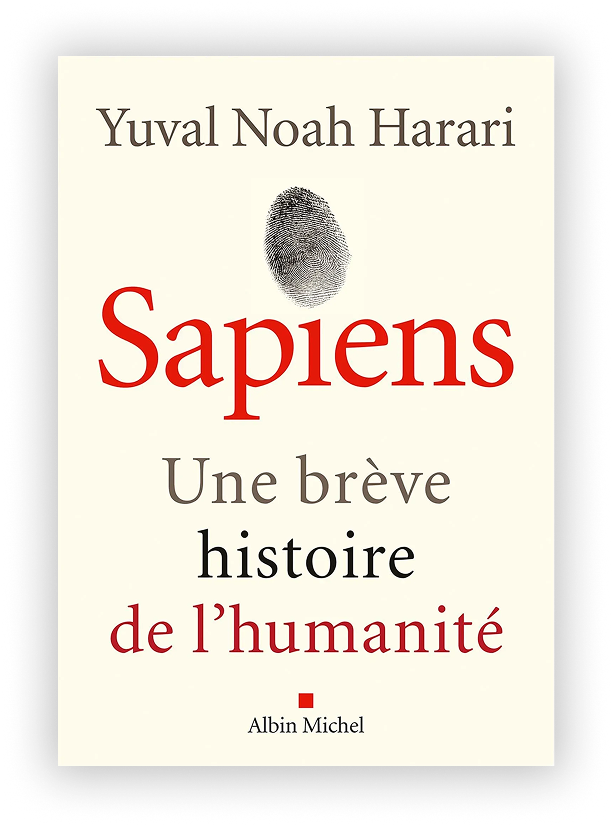 Yuval Noah Harari
Sapiens
Une brève
histoire
de l’humanité
Albin Michel